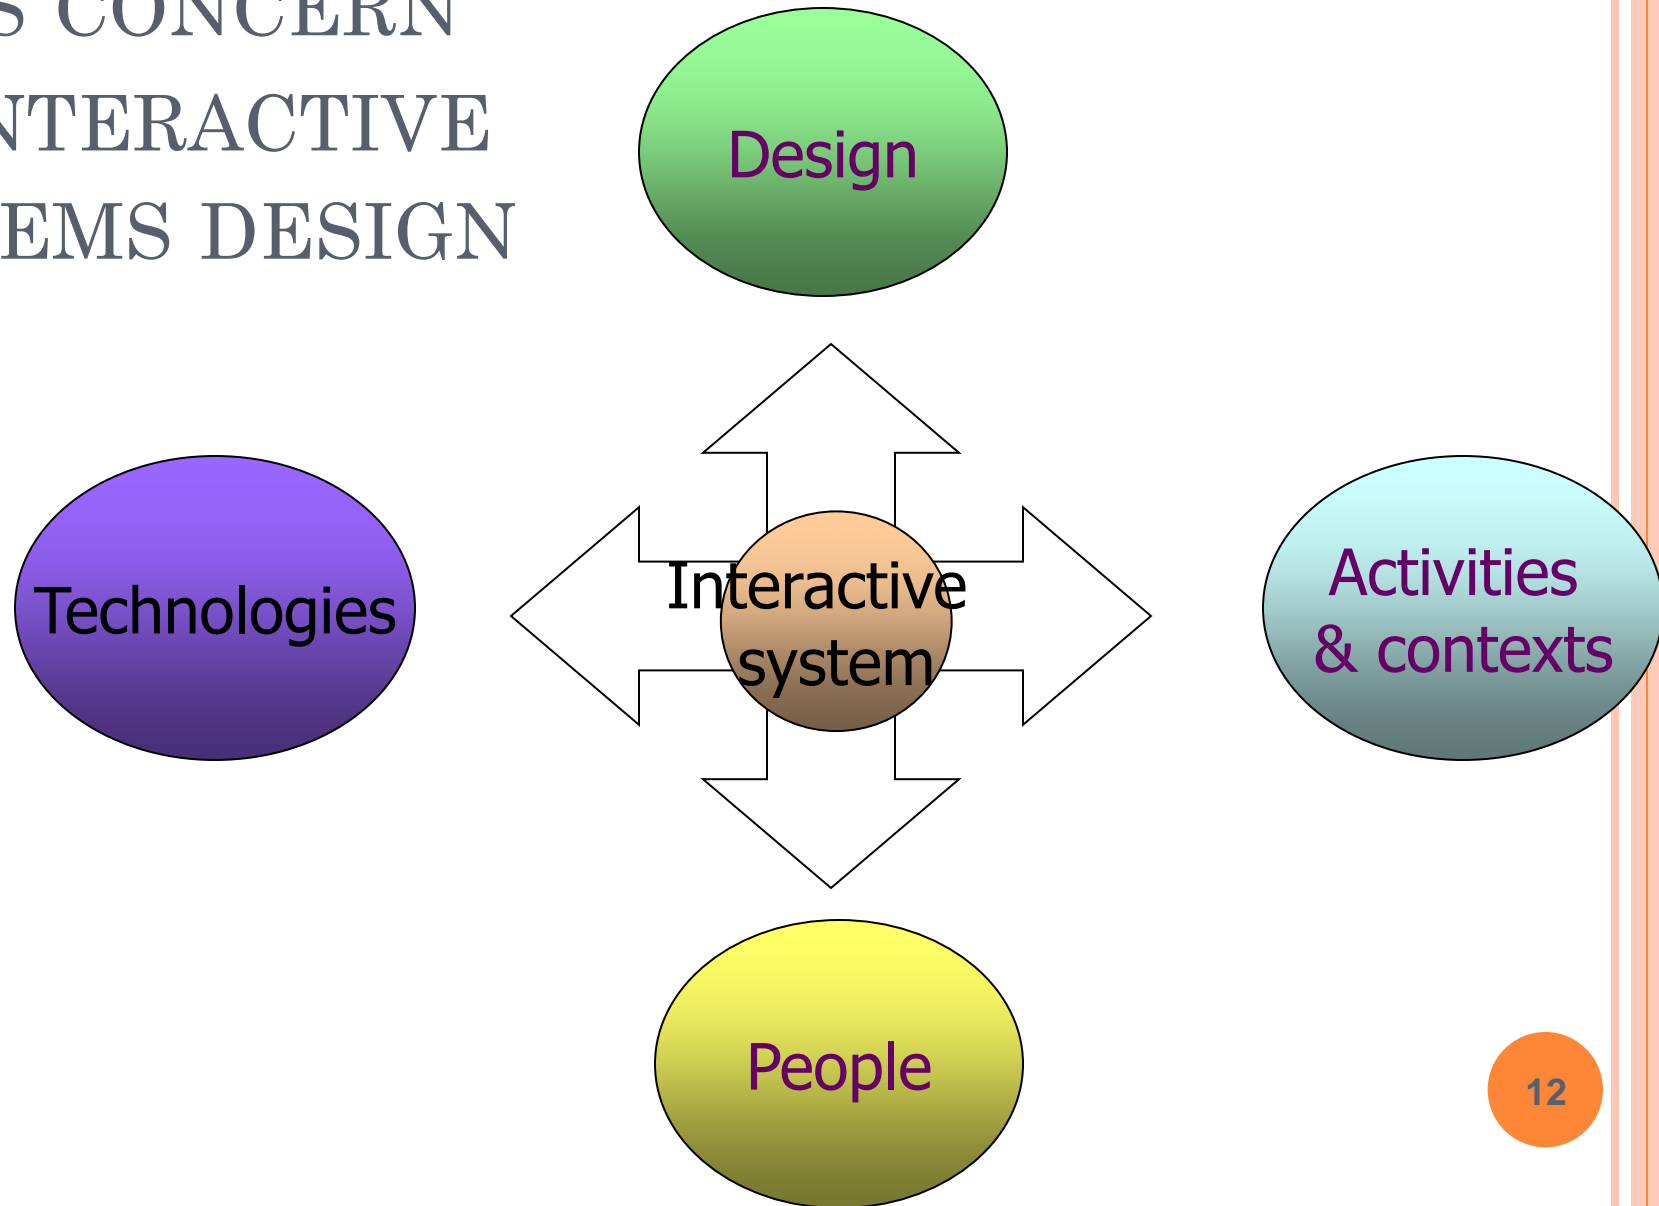 S CONCERN
NTERACTIVE
EMS DESIGN
Design
Technologies
Interactive
system
Activities
& contexts
People
12